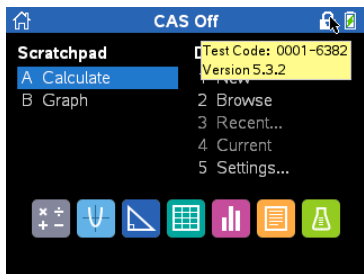 CAS Off
Scratchpad
A Calculate
B Graph
Test Code: 0001-6382
Version 5.3.2
2 Browse
3 Recent...
4 Current
5 Settings...